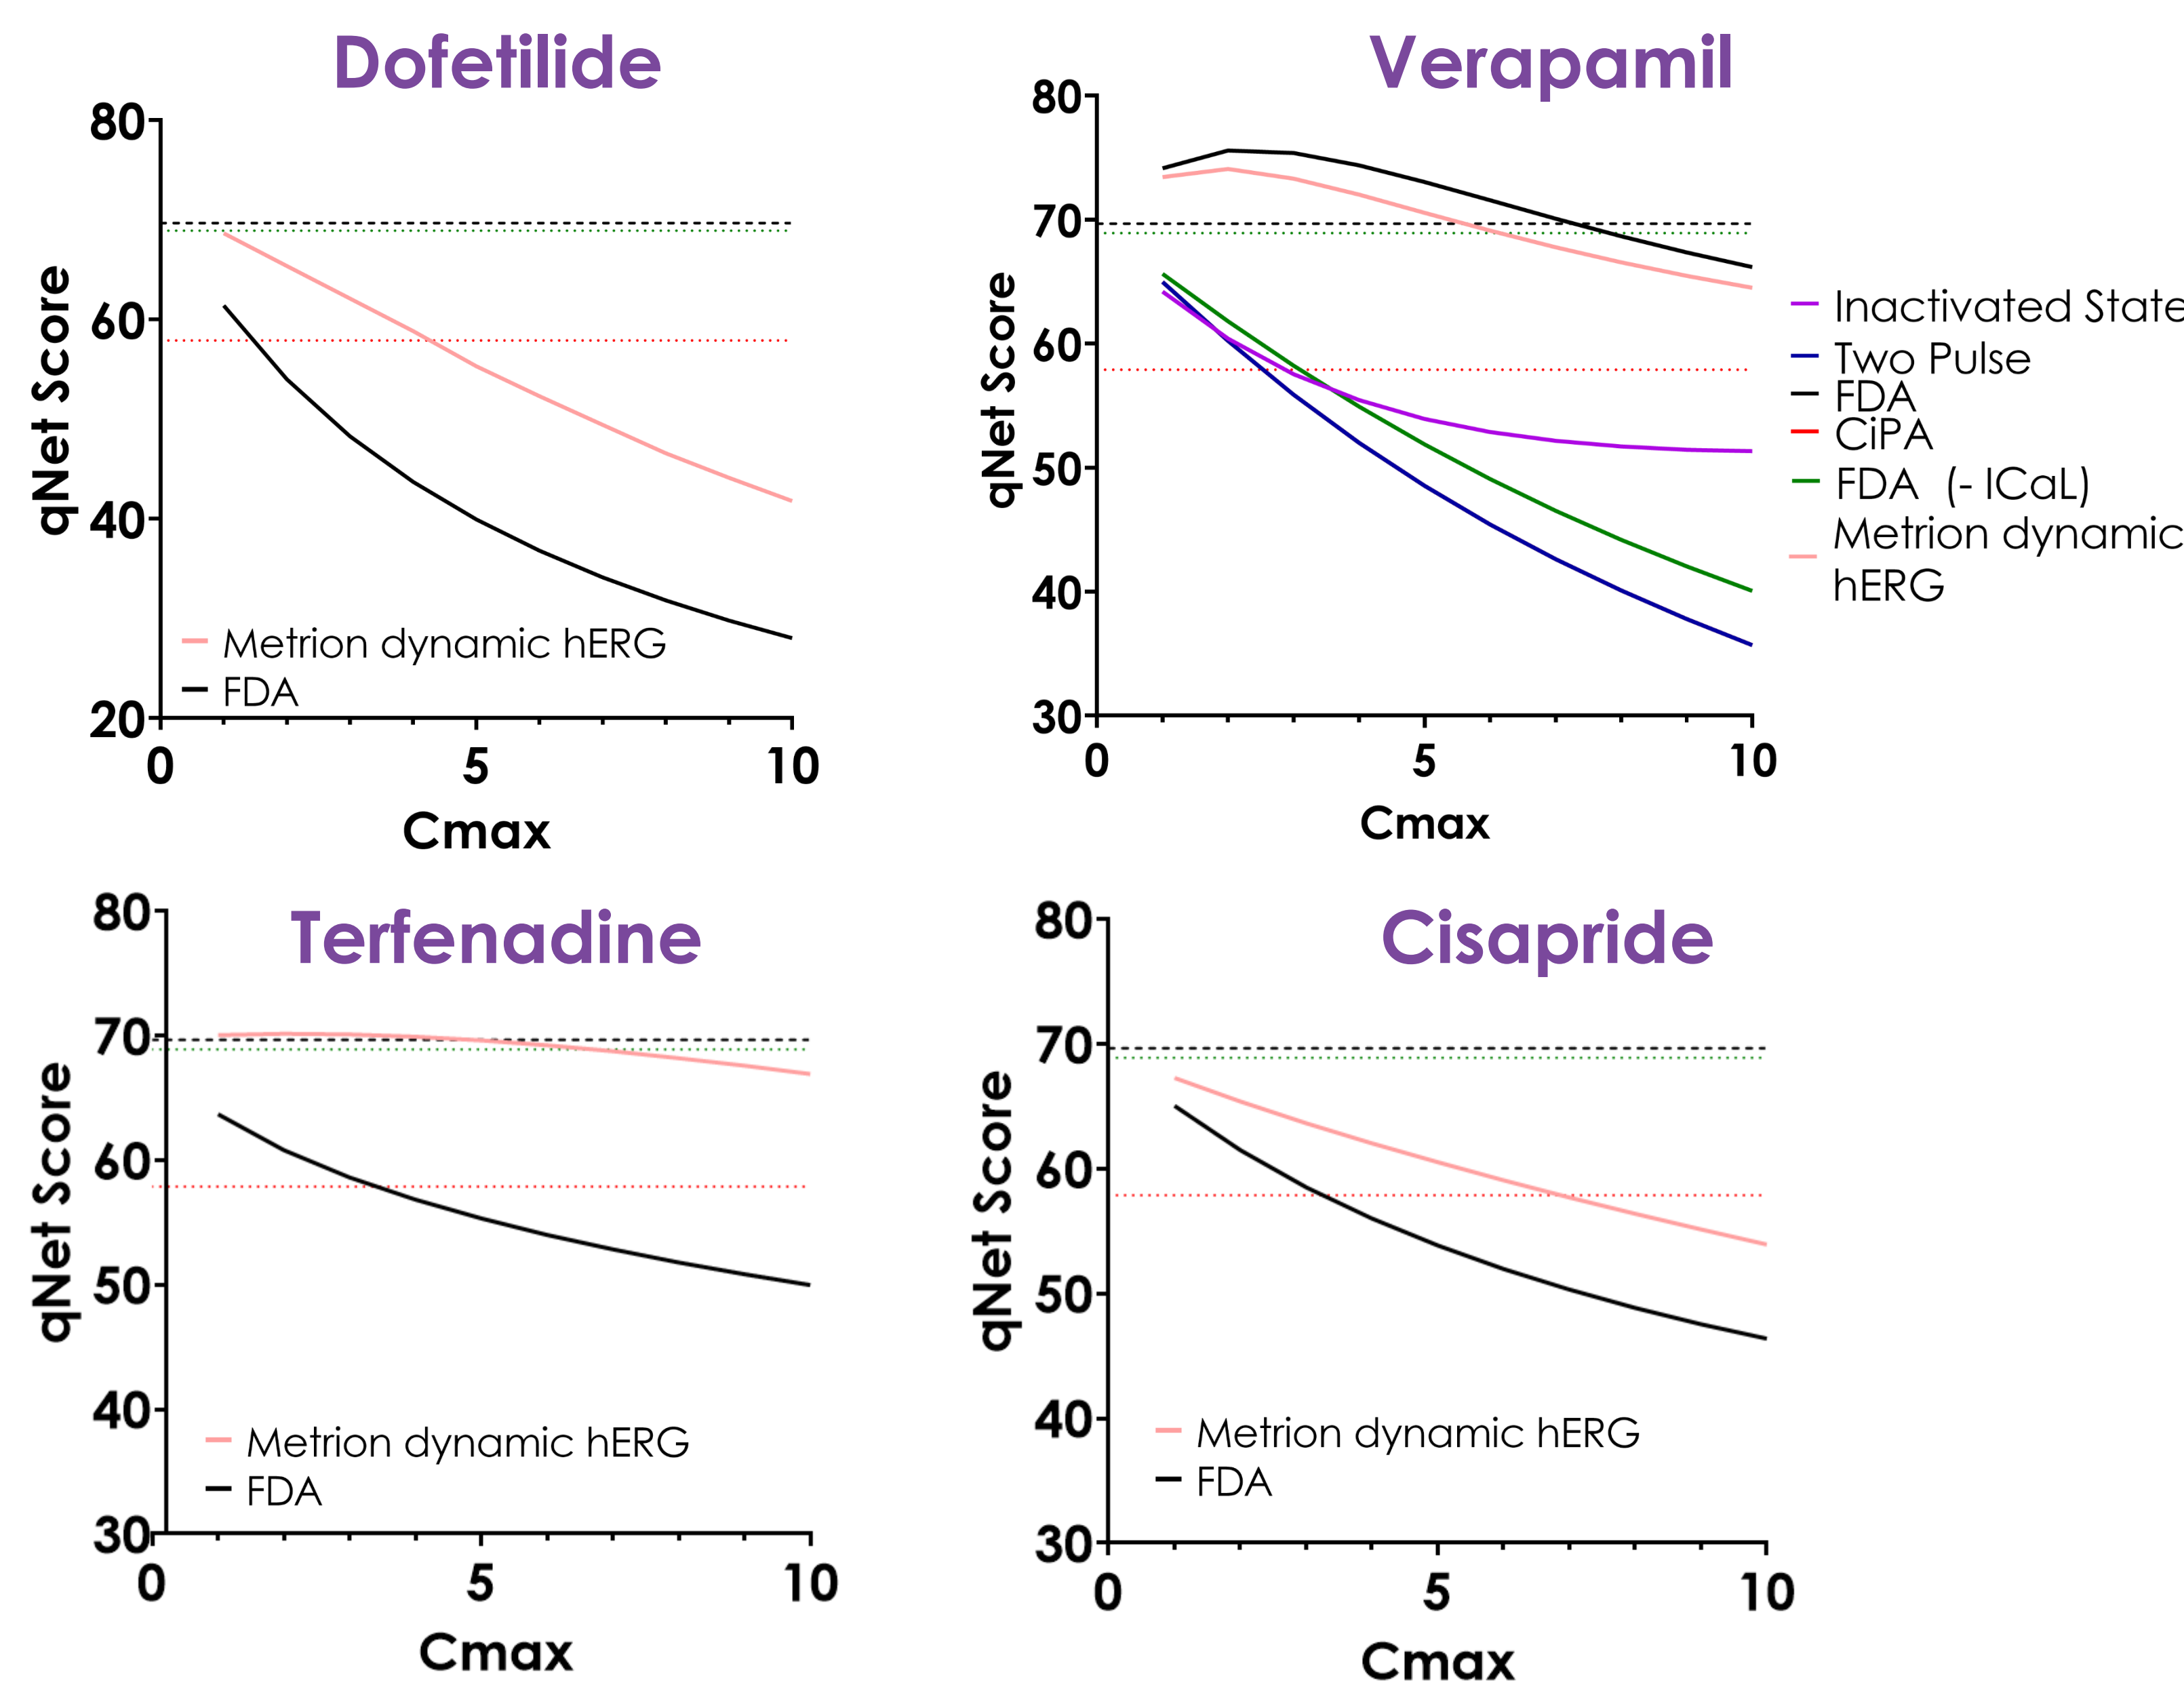 Dofetilide
80
60
40
20
qNet Score
Metrion dynamic hERG
FDA
0 5 10
Cmax
Verapamil
80
70
60
50
40
30
qNet Score
0 5 10
Cmax
Inactivated State
Two Pulse
FDA
CiPA
FDA (- ICaL)
Metrion dynamic
hERG
Terfenadine
80
70
60
50
40
30
qNet Score
Metrion dynamic hERG
FDA
0 5 10
Cmax
Cisapride
80
70
60
50
40
30
qNet Score
Metrion dynamic hERG
FDA
0 5 10
Cmax